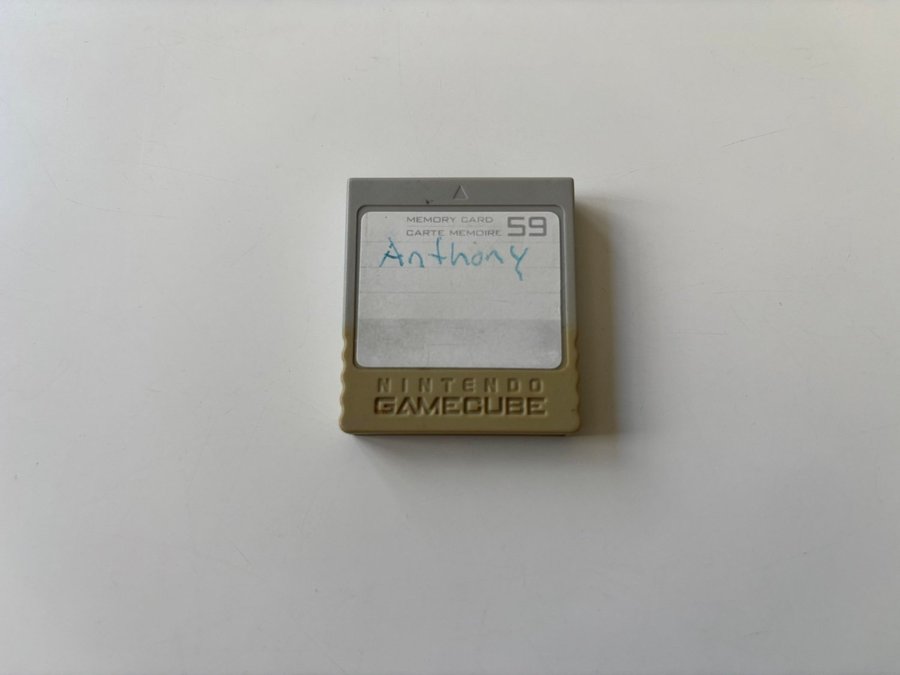 MEMORY CARD 59
CARTE MEMOIRE
Anthony
NINTENDO
GAMECUBE